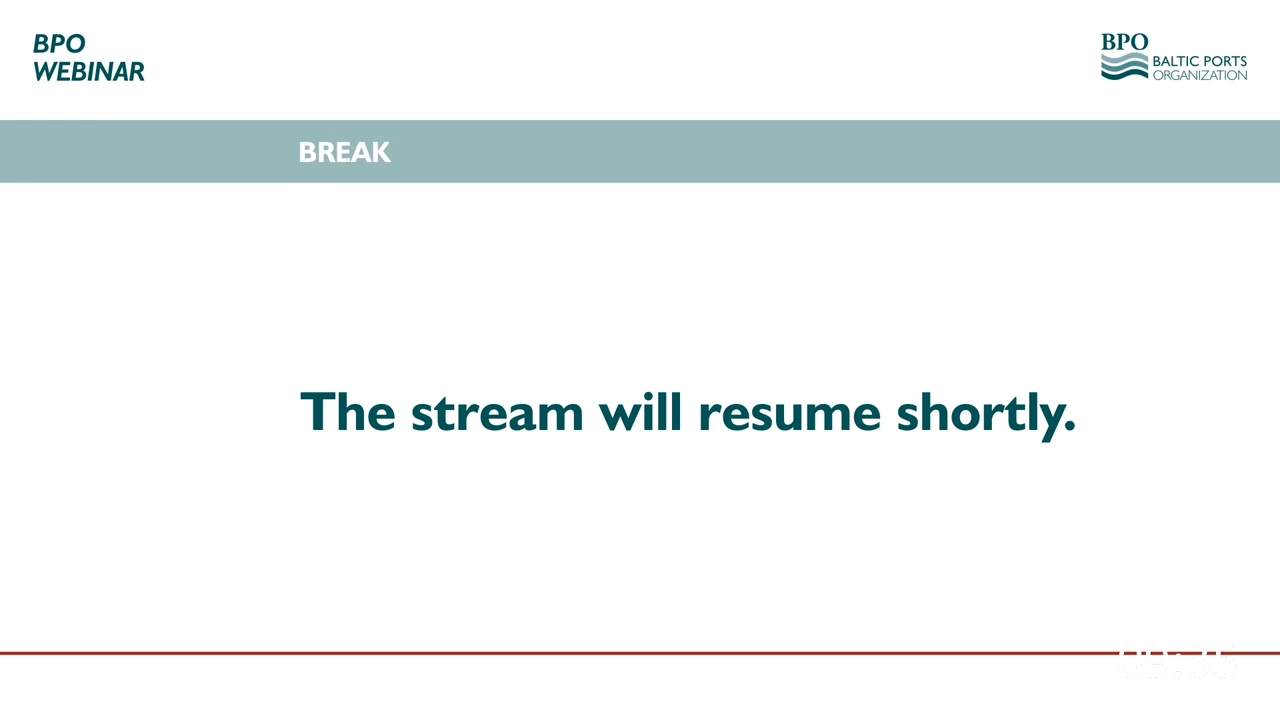 BPO
WEBINAR
BPO
BALTIC PORTS
ORGANIZATION
BREAK
The stream will resume shortly.